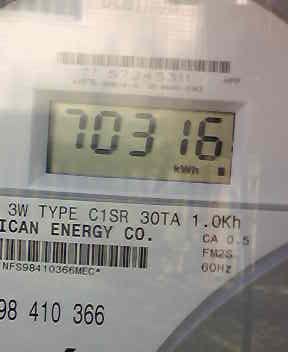 70316
kWh
3W TYPE C1SR 30TA 1.0Kh
ICAN ENERGY CO.
CA 0.5
FM2S
60HZ
NFS98410366MEC*
98 410 366